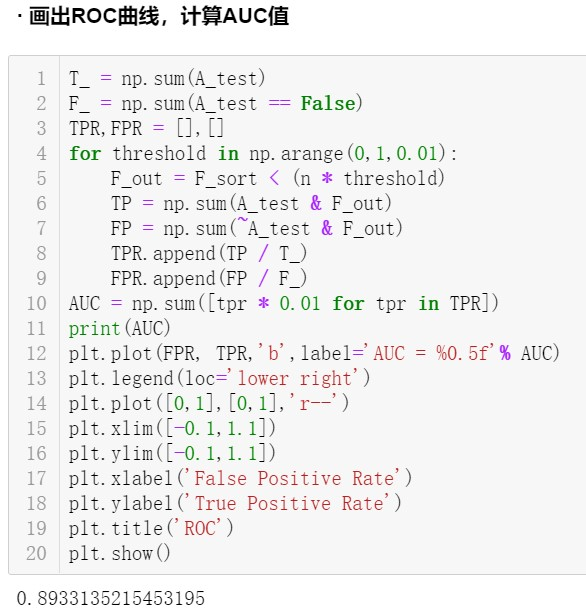 · 画出ROC曲线，计算AUC值
1 T_ = np.sum(A_test)
2 F_ = np.sum(A_test == False)
3 TPR,FPR = [],[]
4 for threshold in np.arange(0,1,0.01):
5     F_out = F_sort < (n * threshold)
6     TP = np.sum(A_test & F_out)
7     FP = np.sum(~A_test & F_out)
8     TPR.append(TP / T_)
9     FPR.append(FP / F_)
10 AUC = np.sum([tpr * 0.01 for tpr in TPR])
11 print(AUC)
12 plt.plot(FPR, TPR,'b',label='AUC = %0.5f'% AUC)
13 plt.legend(loc='lower right')
14 plt.plot([0,1],[0,1],'r--')
15 plt.xlim([-0.1,1.1])
16 plt.ylim([-0.1,1.1])
17 plt.xlabel('False Positive Rate')
18 plt.ylabel('True Positive Rate')
19 plt.title('ROC')
20 plt.show()
0.8933135215453195